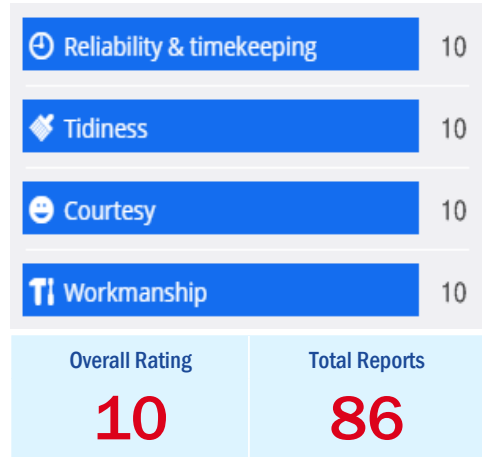 Reliability & timekeeping 10
Tidiness 10
Courtesy 10
Workmanship 10
Overall Rating Total Reports
10 86